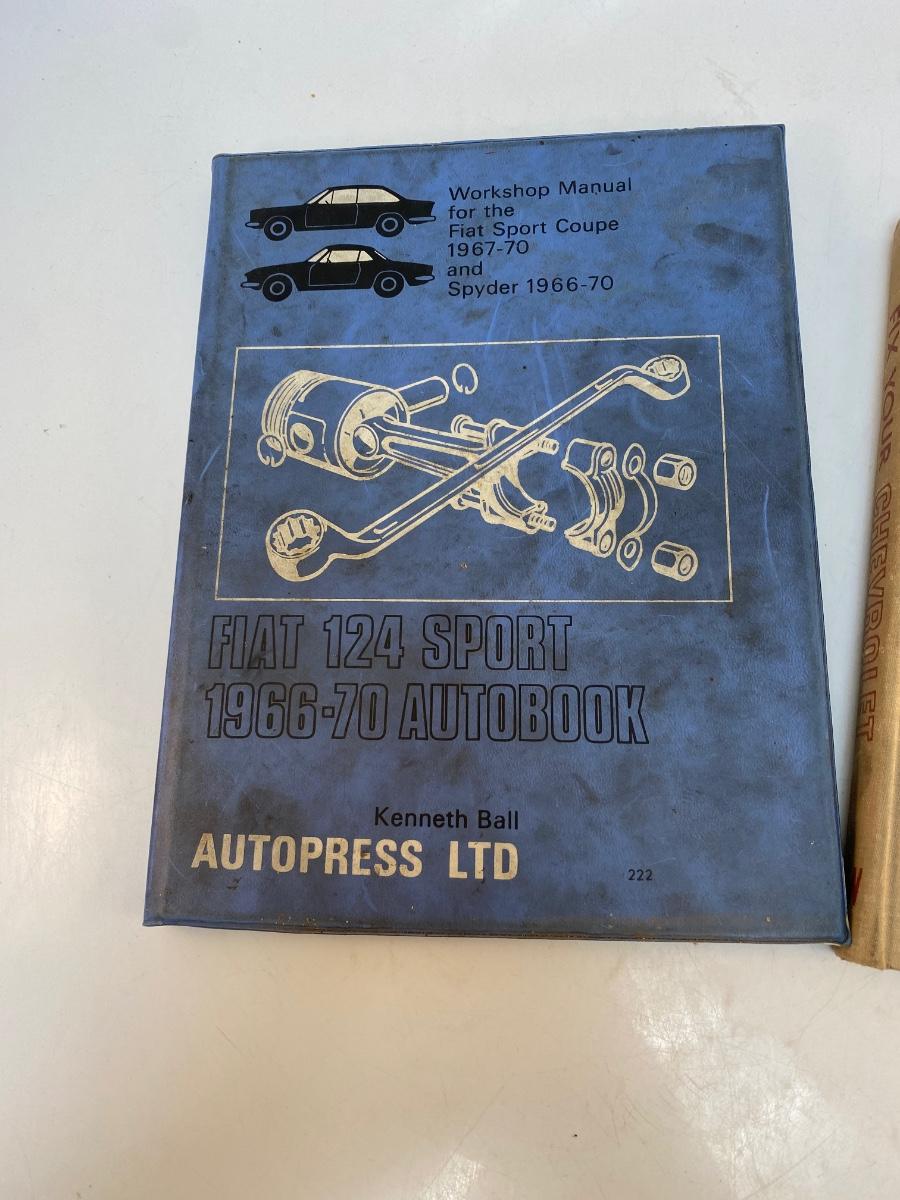 Workshop Manual
for the
Fiat Sport Coupe
1967-70
and
Spyder 1966-70
FIAT 124 SPORT
1966-70 AUTOBOOK
Kenneth Ball
AUTOPRESS LTD
222
FIX YOUR CHEVROLET